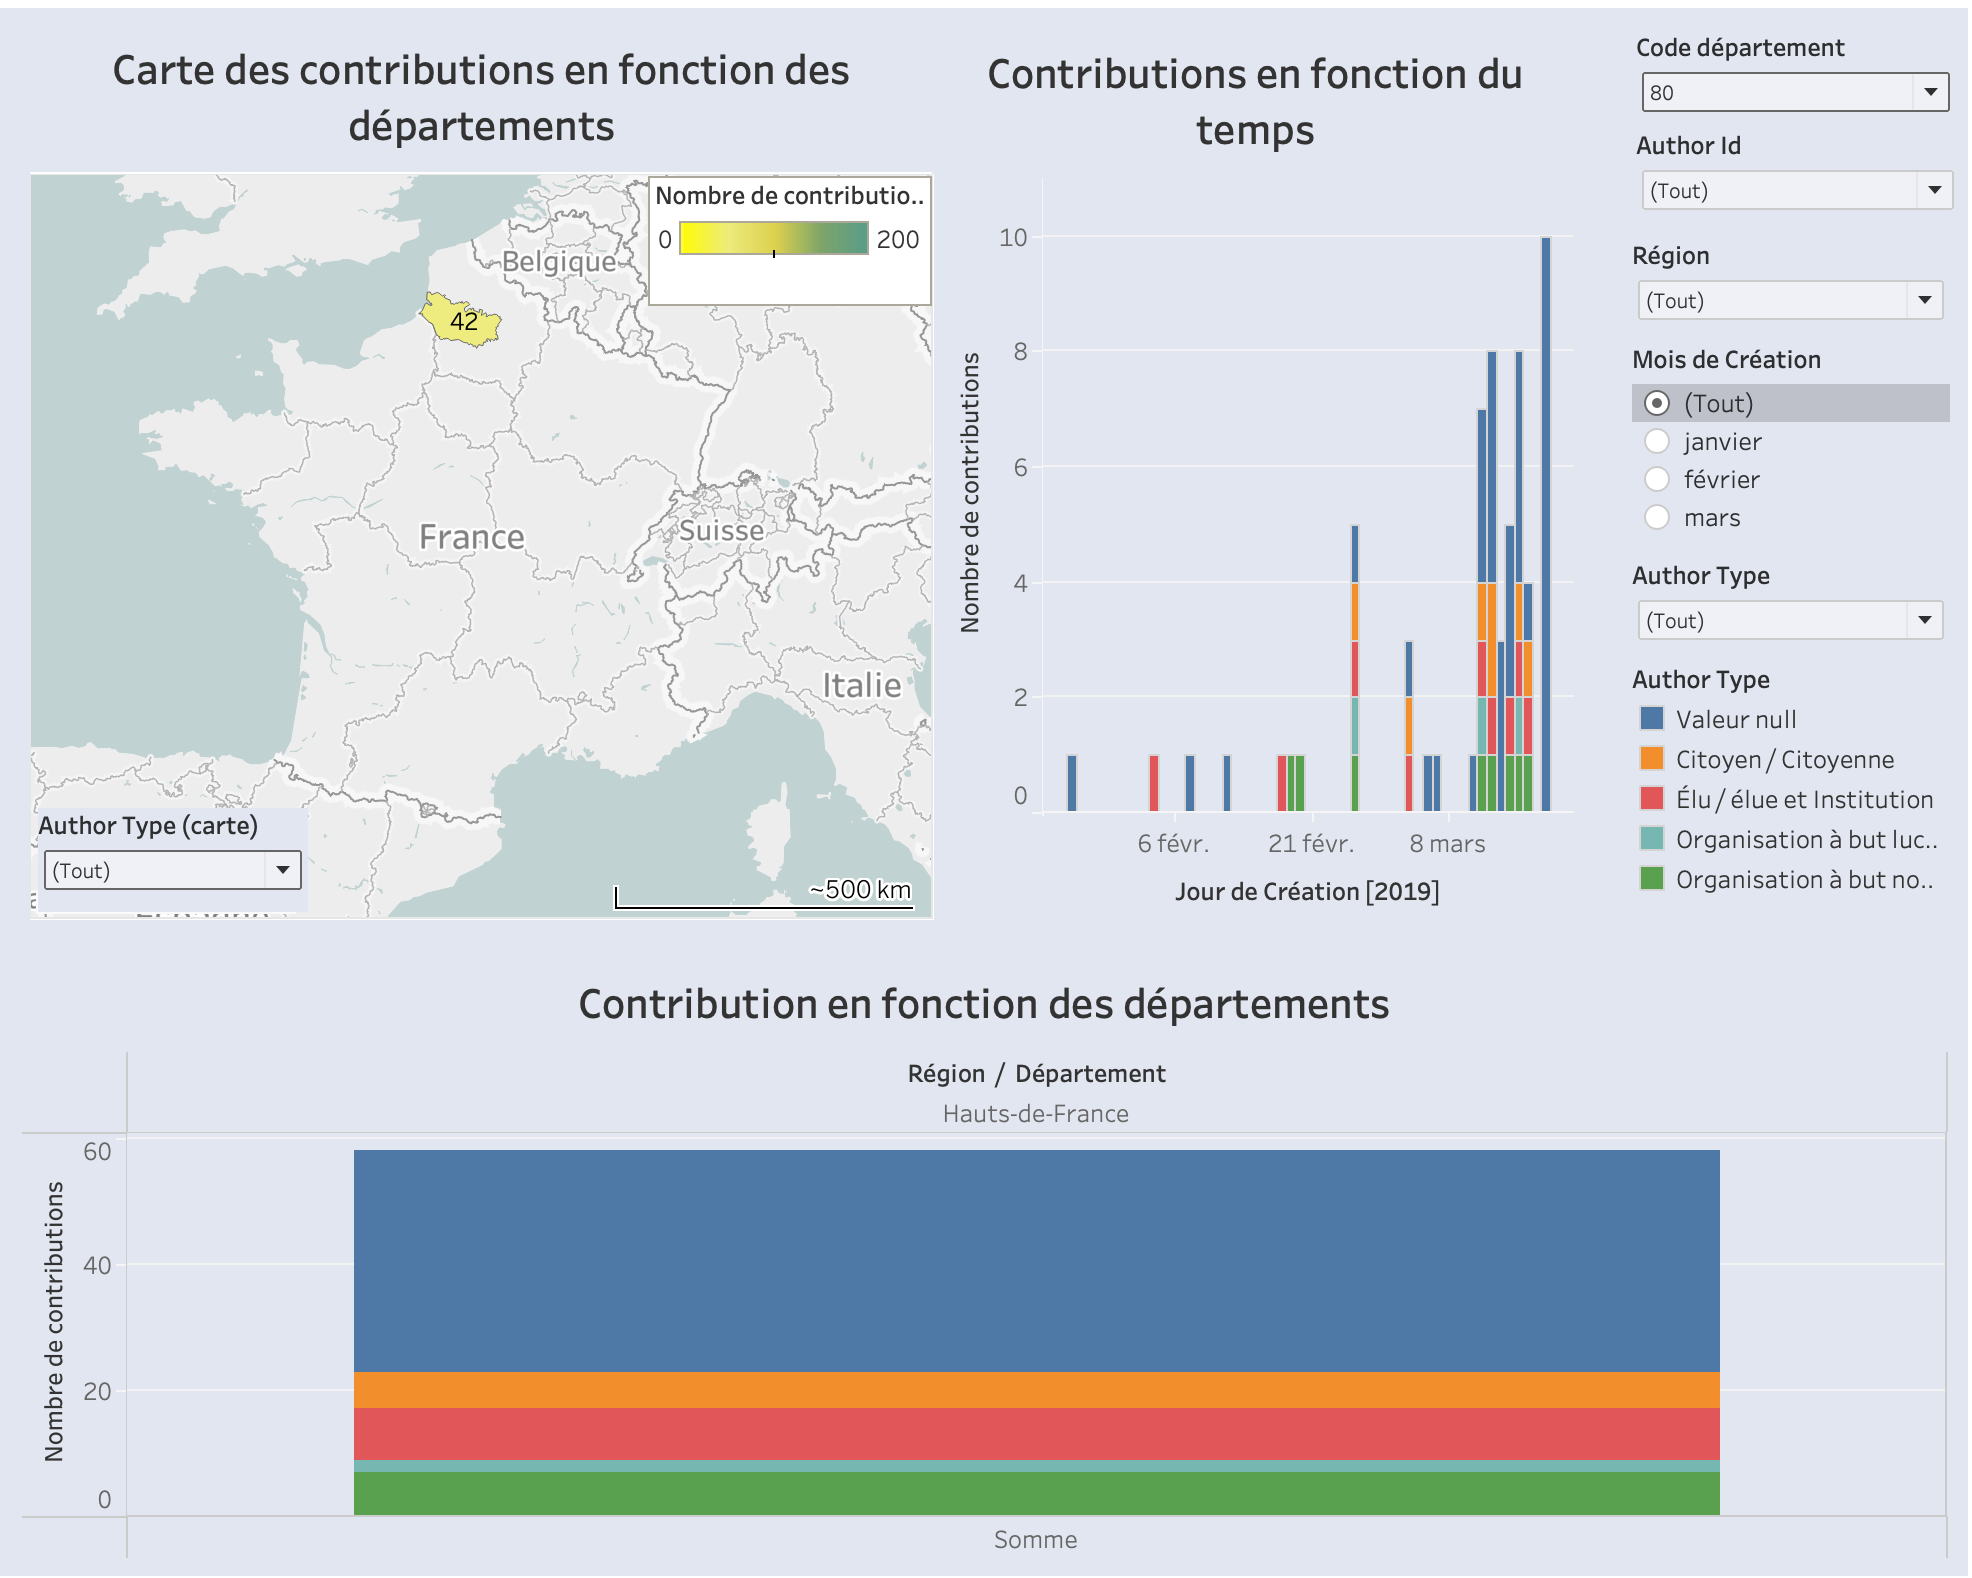 Carte des contributions en fonction des
départements
Nombre de contributio..
0
200
Belgique
42
France
Suisse
Italie
Author Type (carte)
(Tout)
~500 km
Contributions en fonction du
temps
Nombre de contributions
10
8
6
4
2
0
6 févr.
21 févr.
8 mars
Jour de Création [2019]
Code département
80
Author Id
(Tout)
Région
(Tout)
Mois de Création
(Tout)
janvier
février
mars
Author Type
(Tout)
Author Type
Valeur null
Citoyen / Citoyenne
Élu / élue et Institution
Organisation à but luc..
Organisation à but no..
Contribution en fonction des départements
Région / Département
Hauts-de-France
Nombre de contributions
60
40
20
0
Somme